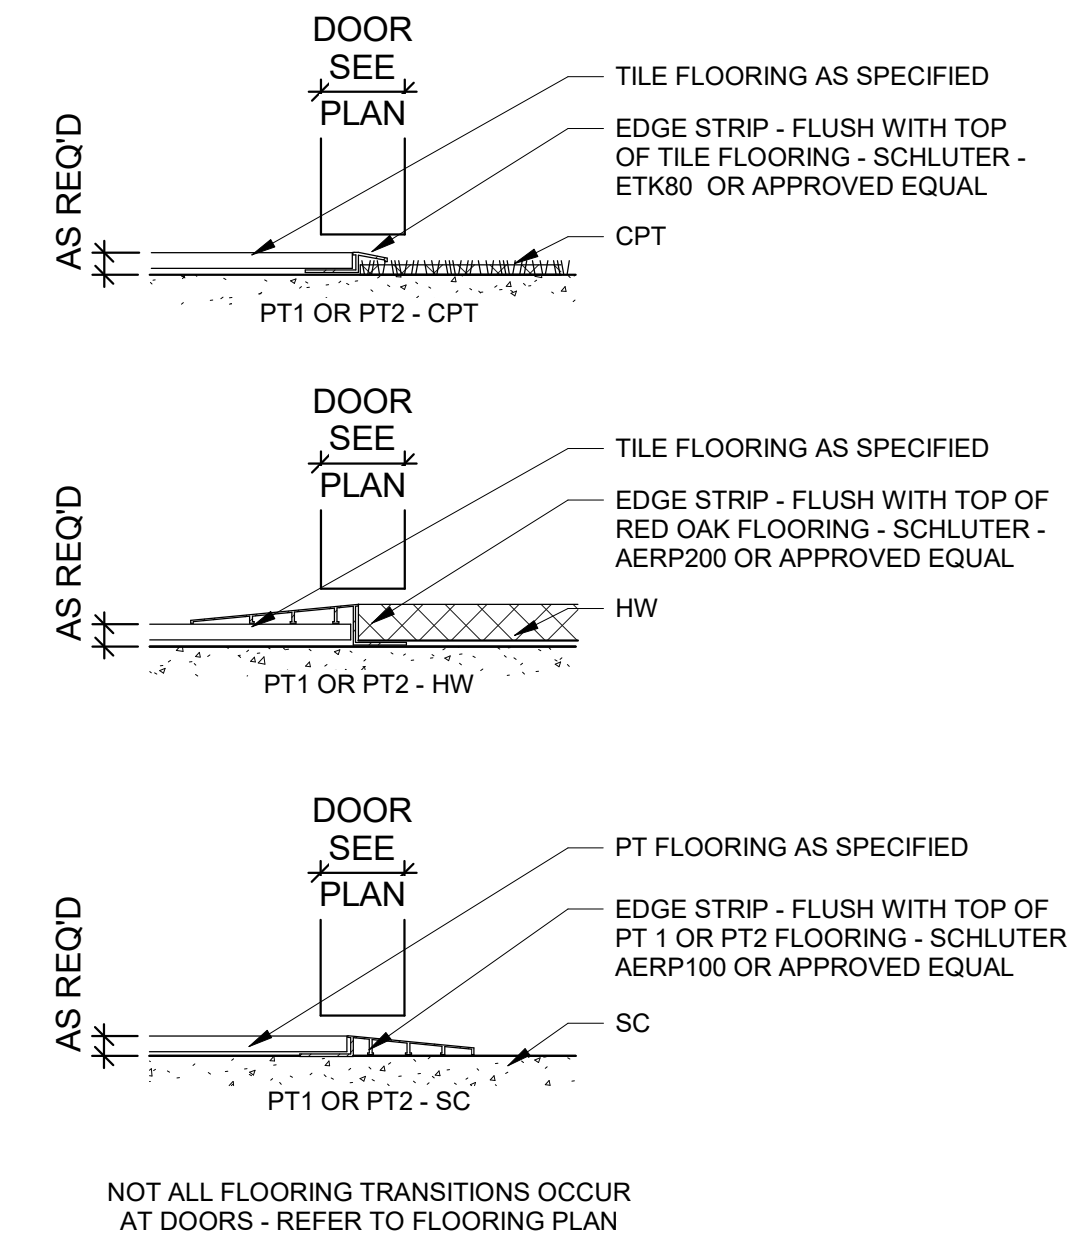 DOOR
SEE
PLAN
AS REQ'D
TILE FLOORING AS SPECIFIED
EDGE STRIP - FLUSH WITH TOP
OF TILE FLOORING - SCHLUTER -
ETK80  OR APPROVED EQUAL
CPT
PT1 OR PT2 - CPT
DOOR
SEE
PLAN
AS REQ'D
TILE FLOORING AS SPECIFIED
EDGE STRIP - FLUSH WITH TOP OF
RED OAK FLOORING - SCHLUTER -
AERP200 OR APPROVED EQUAL
HW
PT1 OR PT2 - HW
DOOR
SEE
PLAN
AS REQ'D
PT FLOORING AS SPECIFIED
EDGE STRIP - FLUSH WITH TOP OF
PT 1 OR PT2 FLOORING - SCHLUTER
AERP100 OR APPROVED EQUAL
SC
PT1 OR PT2 - SC
NOT ALL FLOORING TRANSITIONS OCCUR
AT DOORS - REFER TO FLOORING PLAN